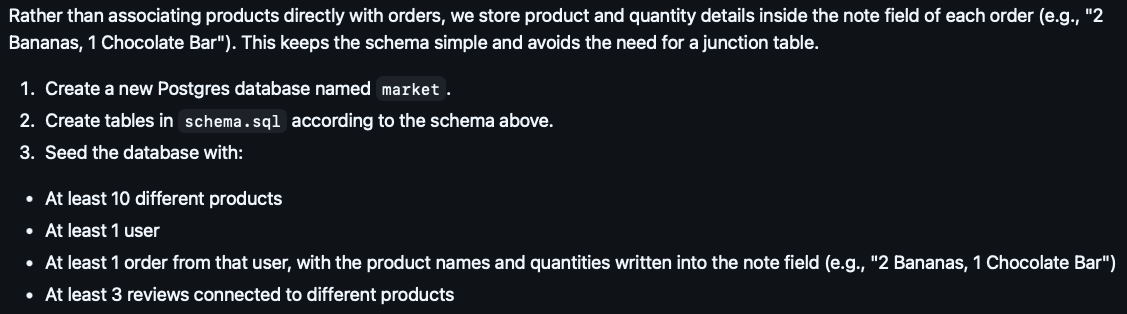 Rather than associating products directly with orders, we store product and quantity details inside the note field of each order (e.g., "2
Bananas, 1 Chocolate Bar"). This keeps the schema simple and avoids the need for a junction table.
1. Create a new Postgres database named market.
2. Create tables in schema.sql according to the schema above.
3. Seed the database with:
• At least 10 different products
• At least 1 user
• At least 1 order from that user, with the product names and quantities written into the note field (e.g., "2 Bananas, 1 Chocolate Bar")
• At least 3 reviews connected to different products